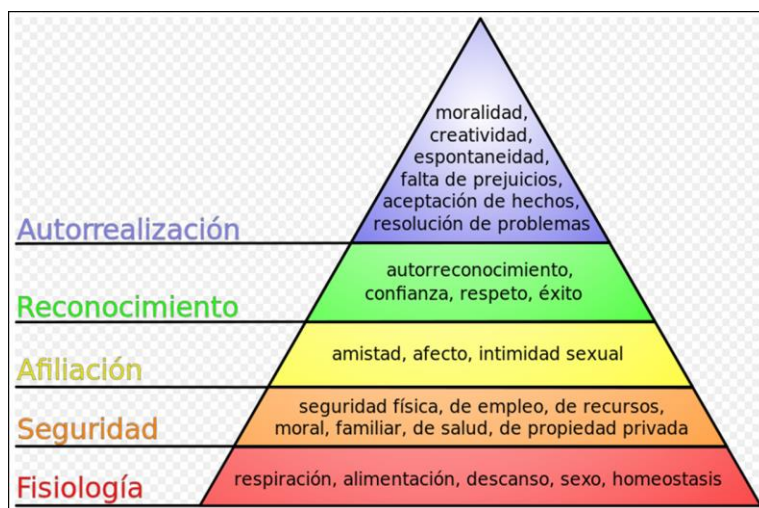 moralidad,
creatividad,
espontaneidad,
falta de prejuicios,
aceptación de hechos,
resolución de problemas
Autorrealización
autorreconocimiento,
confianza, respeto, éxito
Reconocimiento
amistad, afecto, intimidad sexual
Afiliación
seguridad física, de empleo, de recursos,
moral, familiar, de salud, de propiedad privada
Seguridad
respiración, alimentación, descanso, sexo, homeostasis
Fisiología